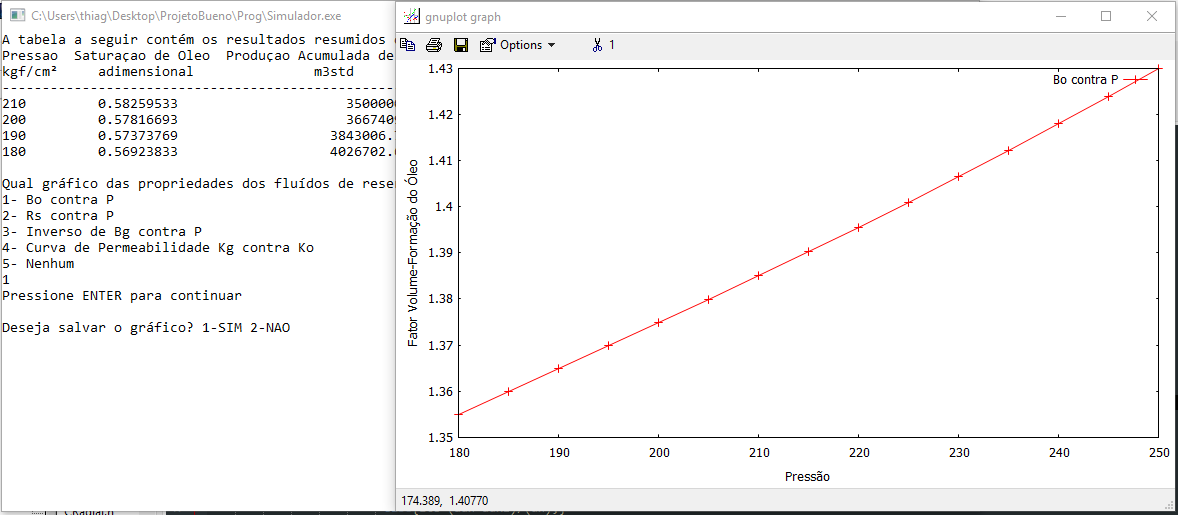 C:\Users\thiag\Desktop\ProjetoBueno\Prog\Simulador.exe
A tabela a seguir contém os resultados resumidos
Pressao Saturaçao de Óleo Produçao Acumulada de
kgf/cm² adimensional m3std
--------------------------------------------------
210 0.58259533 350000
200 0.57816693 366740
190 0.57373769 3843006.
180 0.56923833 4026702.
Qual gráfico das propriedades dos fluídos de rese
1- Bo contra P
2- Rs contra P
3- Inverso de Bg contra P
4- Curva de Permeabilidade Kg contra Ko
5- Nenhum
1
Pressione ENTER para continuar
Deseja salvar o gráfico? 1-SIM 2-NAO
gnuplot graph
Options 1
Bo contra P
1.43
1.42
1.41
1.4
1.39
1.38
1.37
1.36
1.35
Fator Volume-Formação do Óleo
180 190 200 210 220 230 240 250
Pressão
174.389, 1.40770